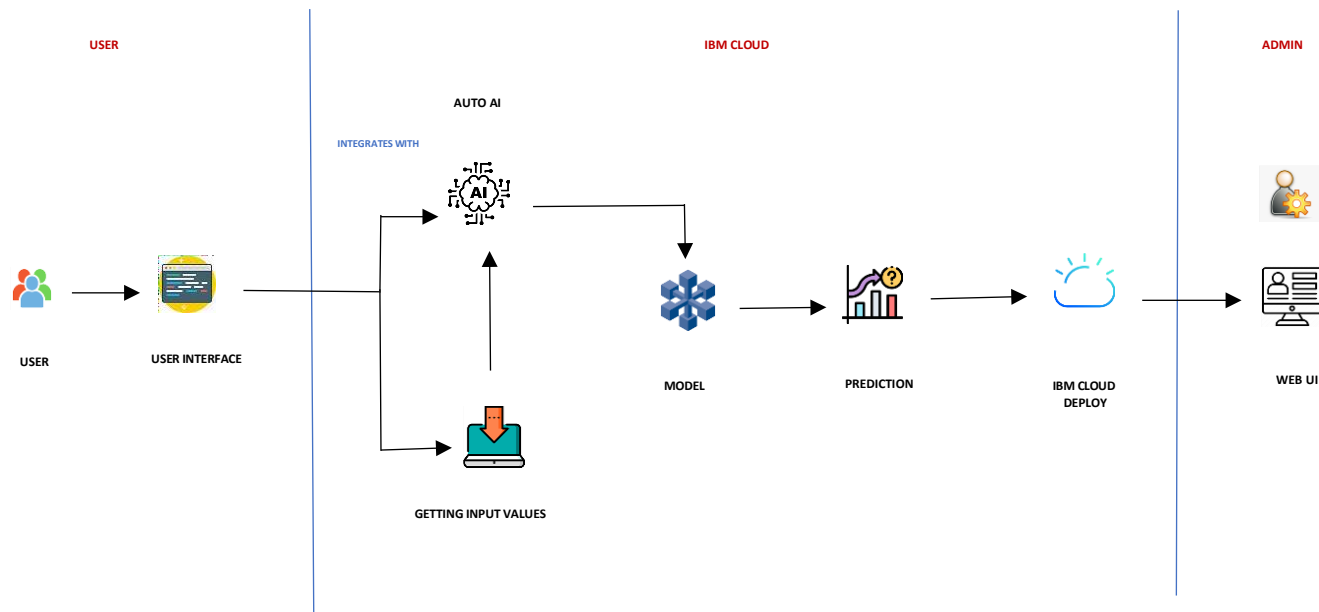 USER
IBM CLOUD
ADMIN
AUTO AI
INTEGRATES WITH
AI
USER
USER INTERFACE
MODEL
PREDICTION
IBM CLOUD
DEPLOY
WEB UI
GETTING INPUT VALUES